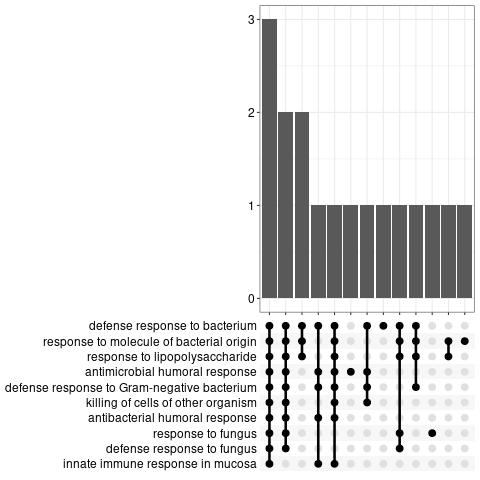 3
2
1
0
defense response to bacterium
response to molecule of bacterial origin
response to lipopolysaccharide
antimicrobial humoral response
defense response to Gram-negative bacterium
killing of cells of other organism
antibacterial humoral response
response to fungus
defense response to fungus
innate immune response in mucosa